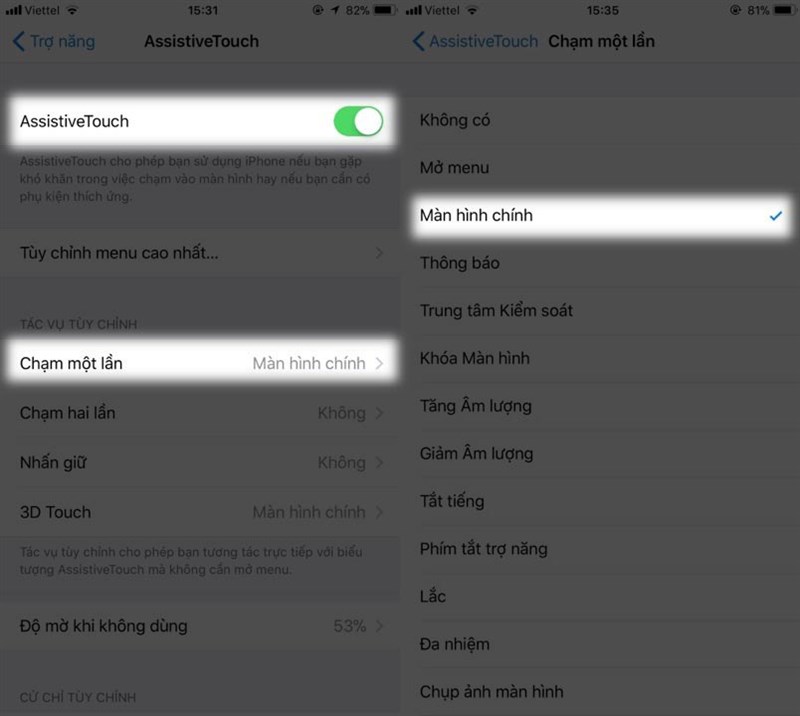 Viettel 15:31 82%
Trợ năng AssistiveTouch
AssistiveTouch
AssistiveTouch cho phép bạn sử dụng iPhone nếu bạn gặp
khó khăn trong việc chạm vào màn hình hay nếu bạn cần có
phụ kiện thích ứng.
Tùy chỉnh menu cao nhất...
TÁC VỤ TÙY CHỈNH
Chạm một lần Màn hình chính
Chạm hai lần Không
Nhấn giữ Không
3D Touch Màn hình chính
Tác vụ tùy chỉnh cho phép bạn tương tác trực tiếp với biểu
tượng AssistiveTouch mà không cần mở menu.
Độ mờ khi không dùng 53%
CỬ CHỈ TÙY CHỈNH
Viettel 15:35 81%
AssistiveTouch Chạm một lần
Không có
Mở menu
Màn hình chính
Thông báo
Trung tâm Kiểm soát
Khóa Màn hình
Tăng Âm lượng
Giảm Âm lượng
Tắt tiếng
Phím tắt trợ năng
Lắc
Đa nhiệm
Chụp ảnh màn hình